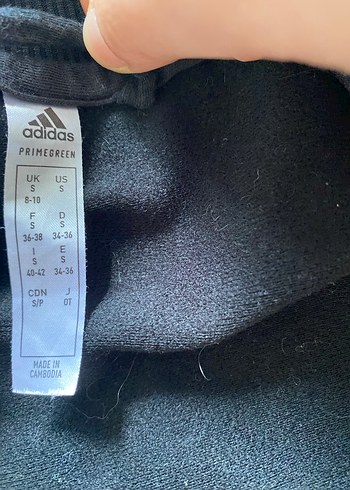 adidas
PRIMEGREEN
UK US
S S
8-10
F D
S S
36-38 34-36
I E
S S
40-42 34-36
CDN J
S/P OT
MADE IN
CAMBODIA